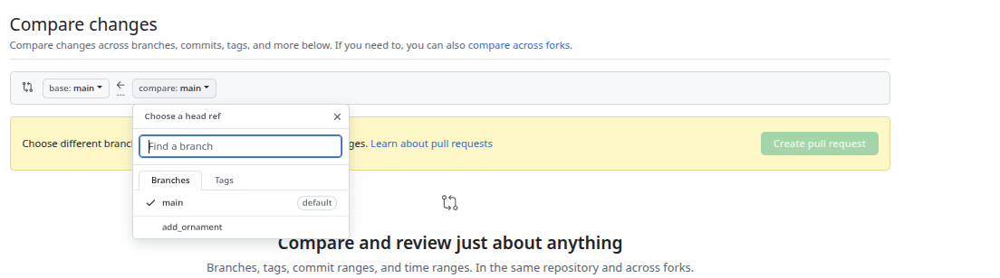 Compare changes
Compare changes across branches, commits, tags, and more below. If you need to, you can also compare across forks.
base: main
...
compare: main
Choose a head ref
Find a branch
Branches
Tags
main
default
add_ornament
Choose different
ges. Learn about pull requests
Create pull request
Compare and review just about anything
Branches, tags, commit ranges, and time ranges. In the same repository and across forks.